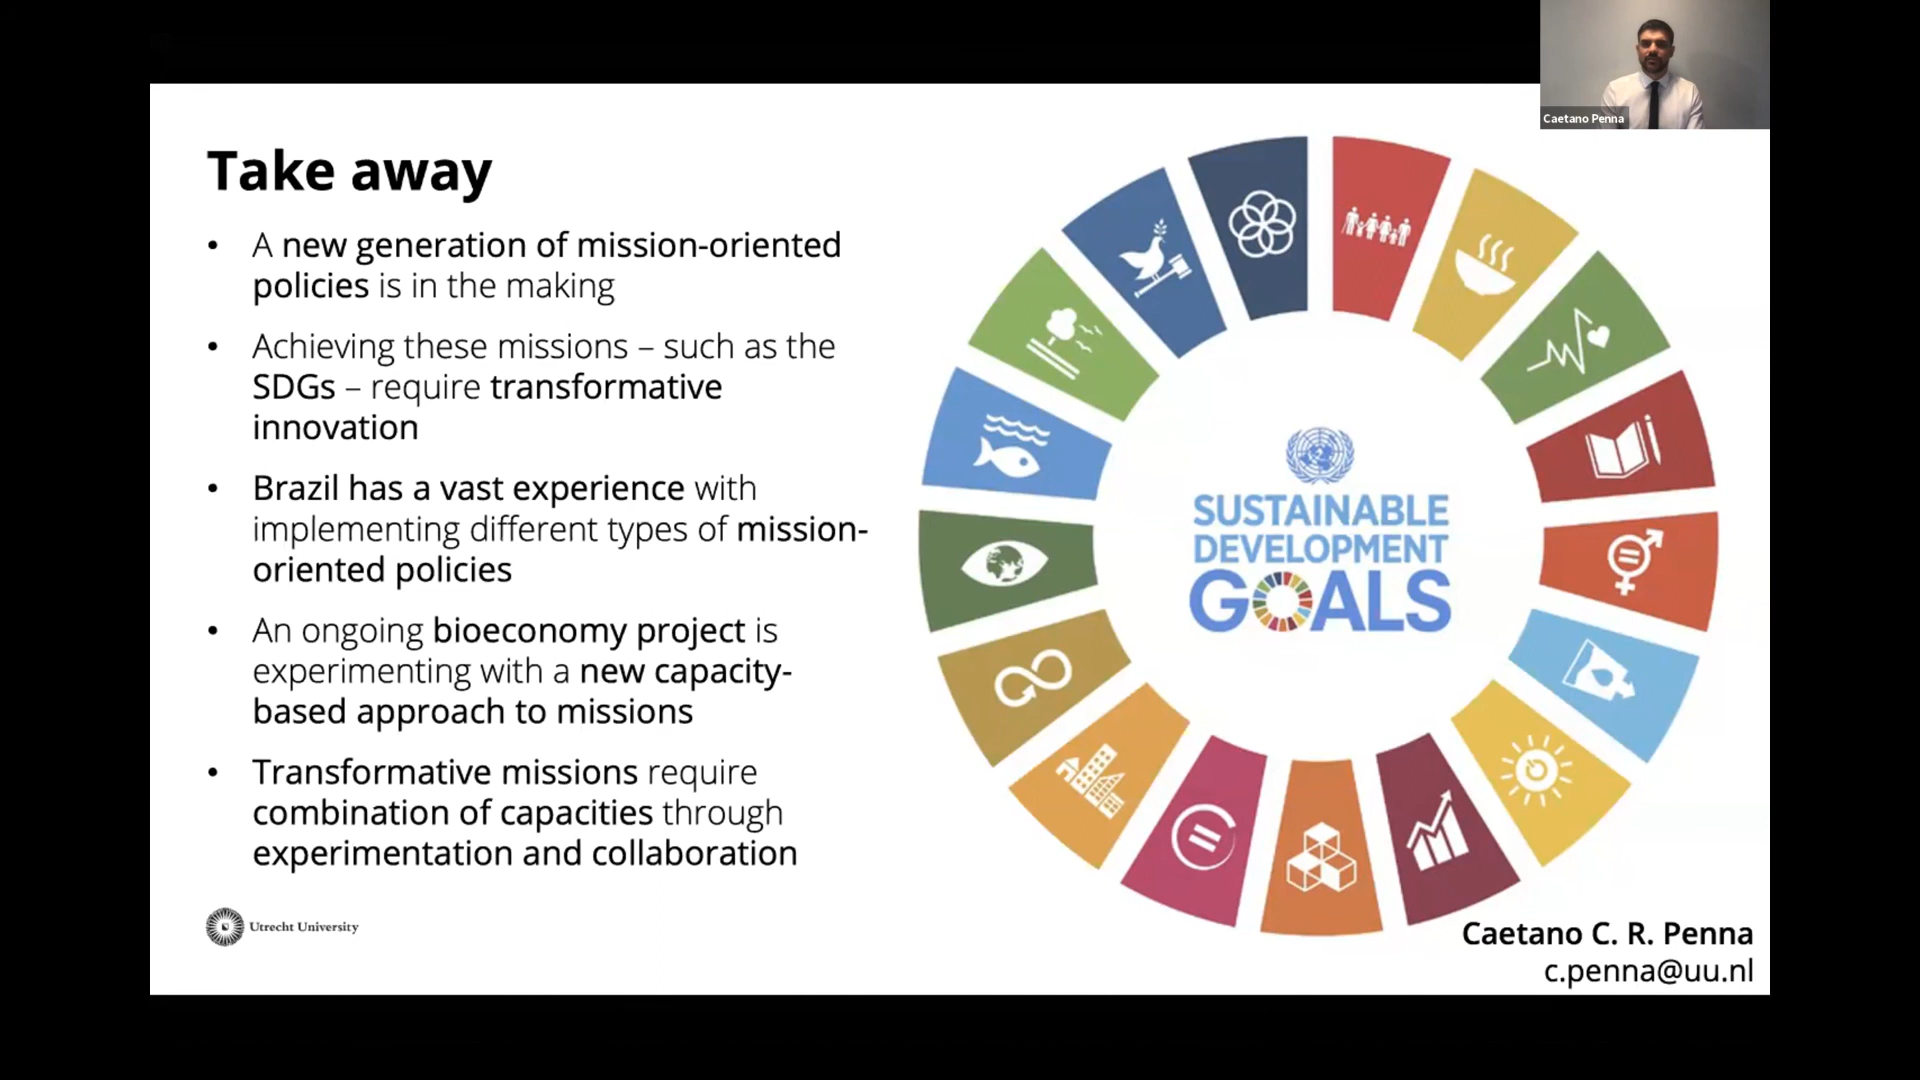 Caetano Penna
Take away
• A new generation of mission-oriented
policies is in the making
• Achieving these missions – such as the
SDGs – require transformative
innovation
• Brazil has a vast experience with
implementing different types of mission-
oriented policies
• An ongoing bioeconomy project is
experimenting with a new capacity-
based approach to missions
• Transformative missions require
combination of capacities through
experimentation and collaboration
Utrecht University
SUSTAINABLE
DEVELOPMENT
GOALS
Caetano C. R. Penna
c.penna@uu.nl